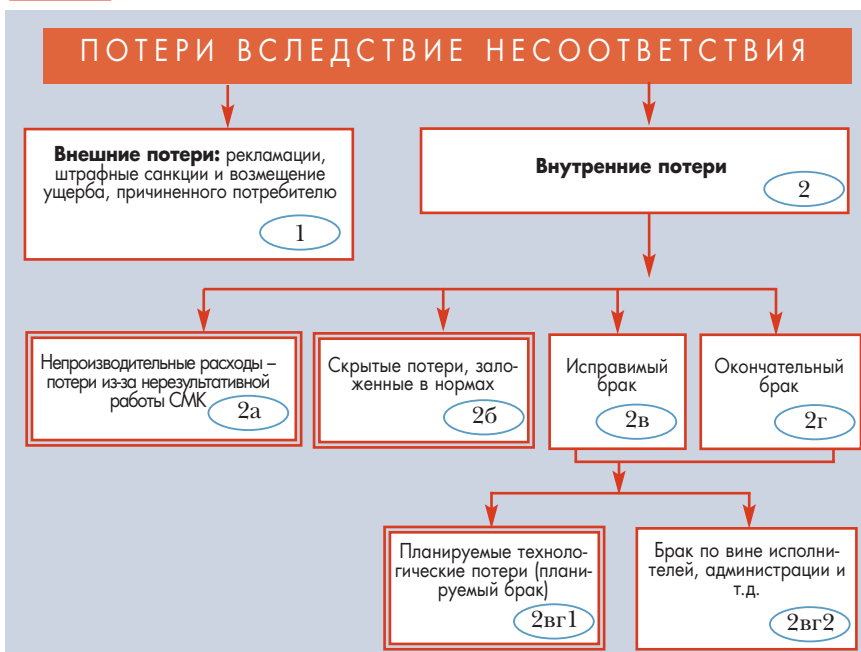 ПОТЕРИ ВСЛЕДСТВИЕ НЕСООТВЕТСТВИЯ
Внешние потери: рекламации,
штрафные санкции и возмещение
ущерба, причиненного потребителю
1
Внутренние потери
2
Непроизводительные расходы –
потери из-за нерезультативной
работы СМК
2а
Скрытые потери, зало-
женные в нормах
2б
Исправимый
брак
2в
Окончательный
брак
2г
Планируемые техноло-
гические потери (плани-
руемый брак)
2вг1
Брак по вине исполни-
телей, администрации и
т.д.
2вг2